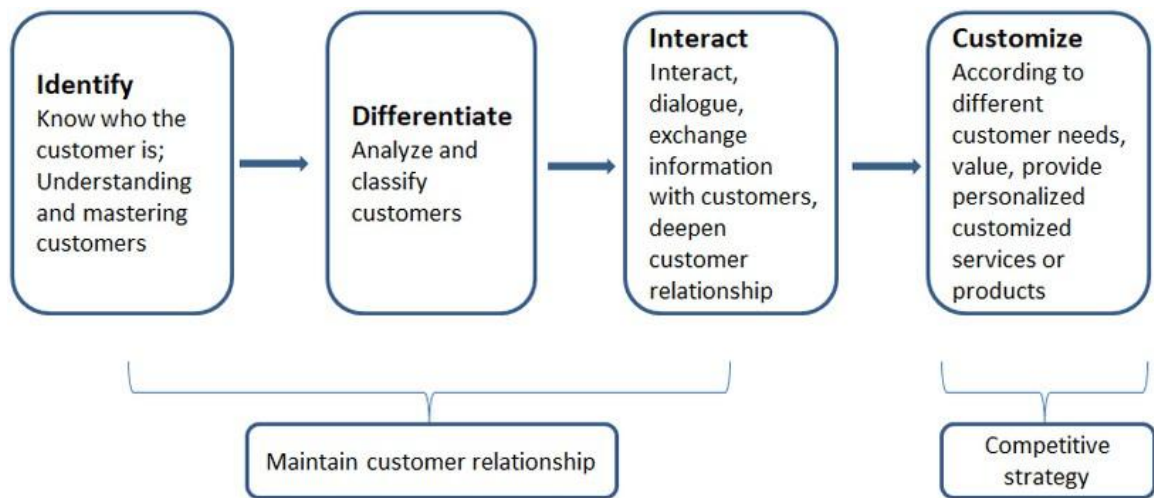 Identify
Know who the
customer is;
Understanding
and mastering
customers
Differentiate
Analyze and
classify
customers
Interact
Interact,
dialogue,
exchange
information
with customers,
deepen
customer
relationship
Customize
According to
different
customer needs,
value, provide
personalized
customized
services or
products
Maintain customer relationship
Competitive
strategy